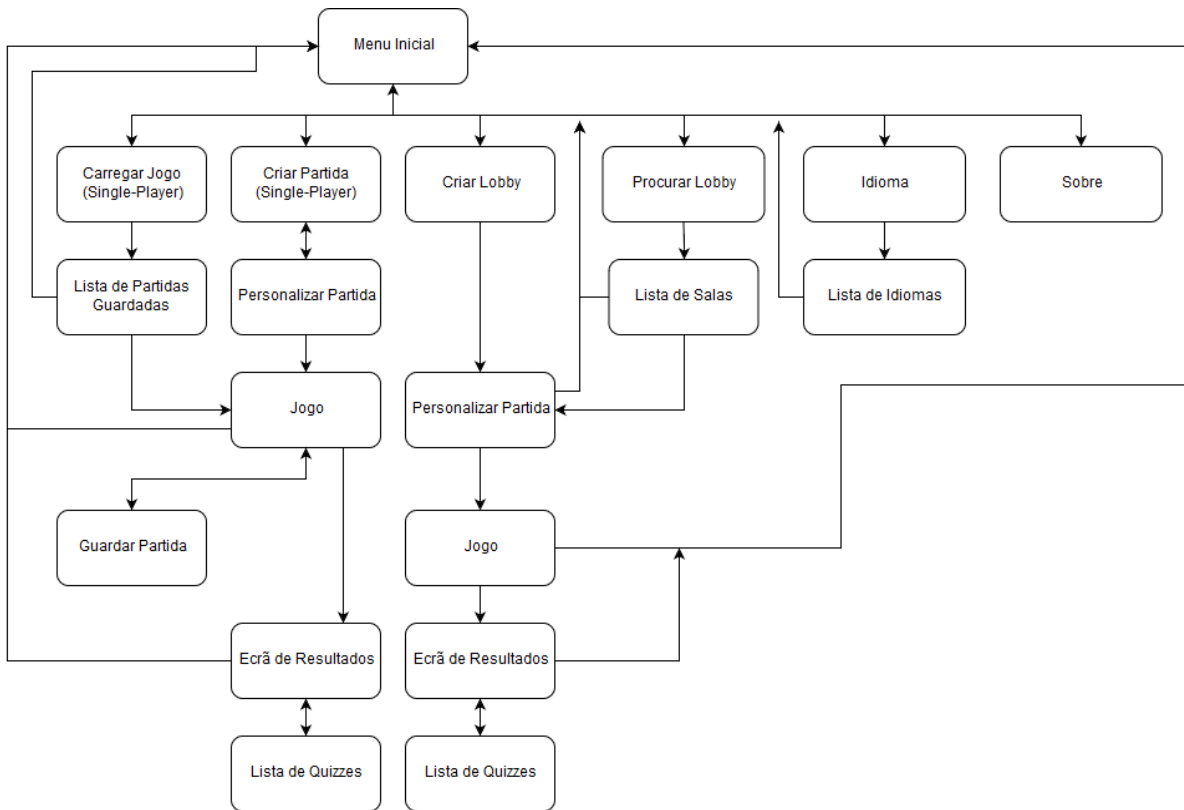 Menu Inicial
Carregar Jogo
(Single-Player)
Criar Partida
(Single-Player)
Criar Lobby
Procurar Lobby
Idioma
Sobre
Lista de Partidas
Guardadas
Personalizar Partida
Lista de Salas
Lista de Idiomas
Jogo
Personalizar Partida
Guardar Partida
Jogo
Ecrã de Resultados
Ecrã de Resultados
Lista de Quizzes
Lista de Quizzes